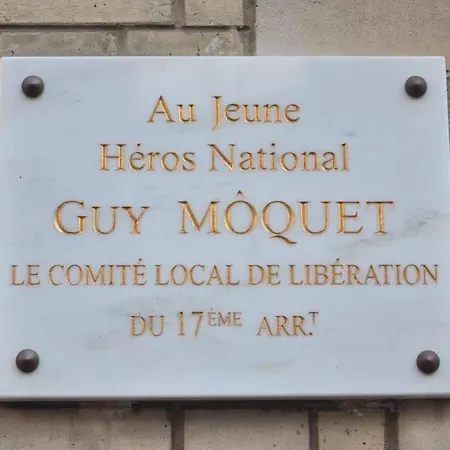 Au Jeune
Héros National
GUY MÔQUET
LE COMITÉ LOCAL DE LIBÉRATION
DU 17ÈME ARR.T